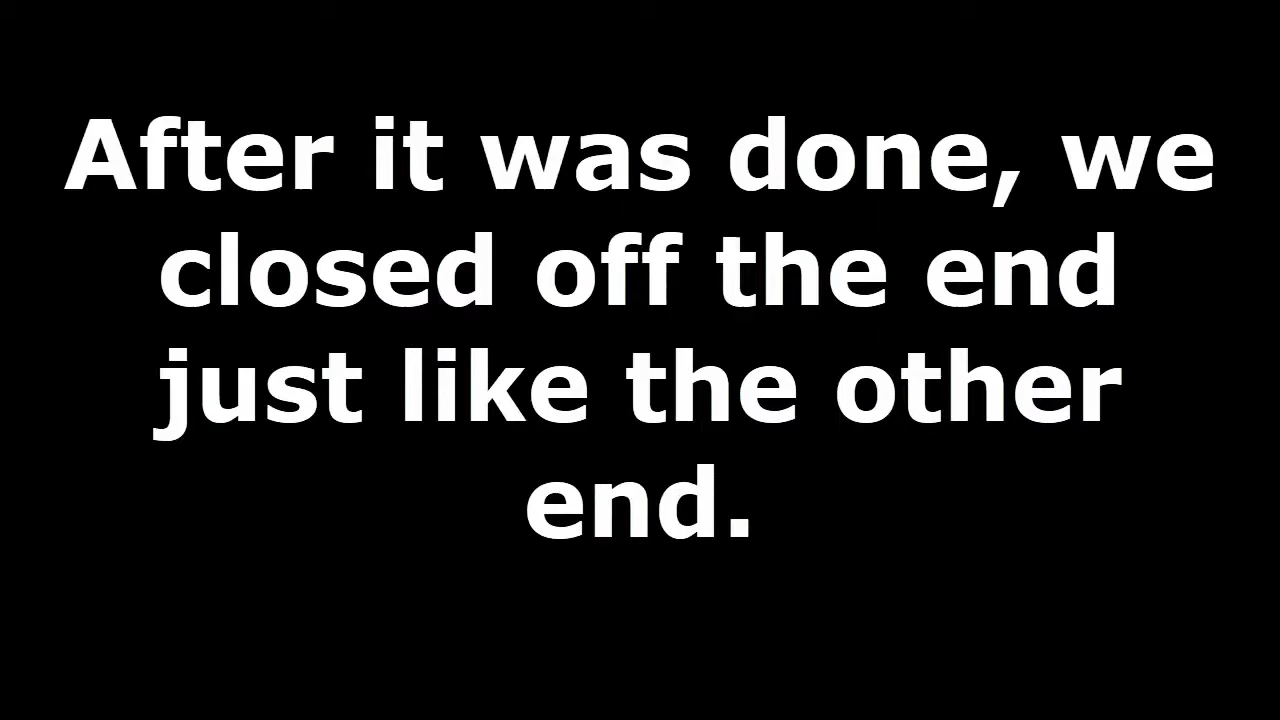 After it was done, we
closed off the end
just like the other
end.